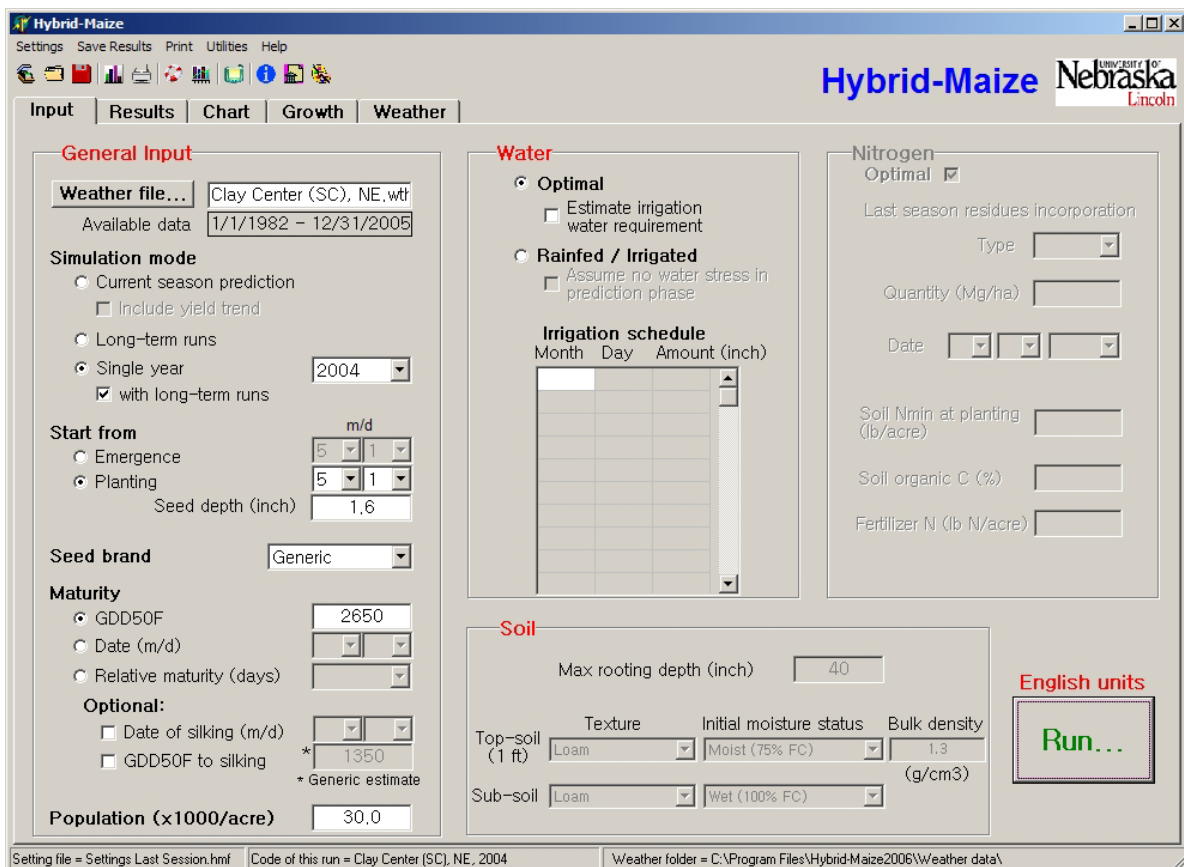 Hybrid-Maize
Settings Save Results Print Utilities Help
Hybrid-Maize
UNIVERSITY OF
Nebraska
Lincoln
Input Results Chart Growth Weather
General Input
Weather file... Clay Center (SC), NE.wth
Available data 1/1/1982 - 12/31/2005
Simulation mode
Current season prediction
Include yield trend
Long-term runs
Single year 2004
with long-term runs
Start from m/d
Emergence 5 1
Planting 5 1
Seed depth (inch) 1.6
Seed brand Generic
Maturity
GDD50F 2650
Date (m/d)
Relative maturity (days)
Optional:
Date of silking (m/d)
GDD50F to silking * 1350
* Generic estimate
Population (x1000/acre) 30.0
Water
Optimal
Estimate irrigation
water requirement
Rainfed / Irrigated
Assume no water stress in
prediction phase
Irrigation schedule
Month Day Amount (inch)
Nitrogen
Optimal
Last season residues incorporation
Type
Quantity (Mg/ha)
Date
Soil Nmin at planting
(lb/acre)
Soil organic C (%)
Fertilizer N (lb N/acre)
Soil
Max rooting depth (inch) 40
Texture Initial moisture status Bulk density
Top-soil
(1 ft) Loam Moist (75% FC) 1.3
(g/cm3)
Sub-soil Loam Wet (100% FC)
English units
Run...
Setting file = Settings Last Session.hmf Code of this run = Clay Center (SC), NE, 2004 Weather folder = C:\Program Files\Hybrid-Maize2006\Weather data\